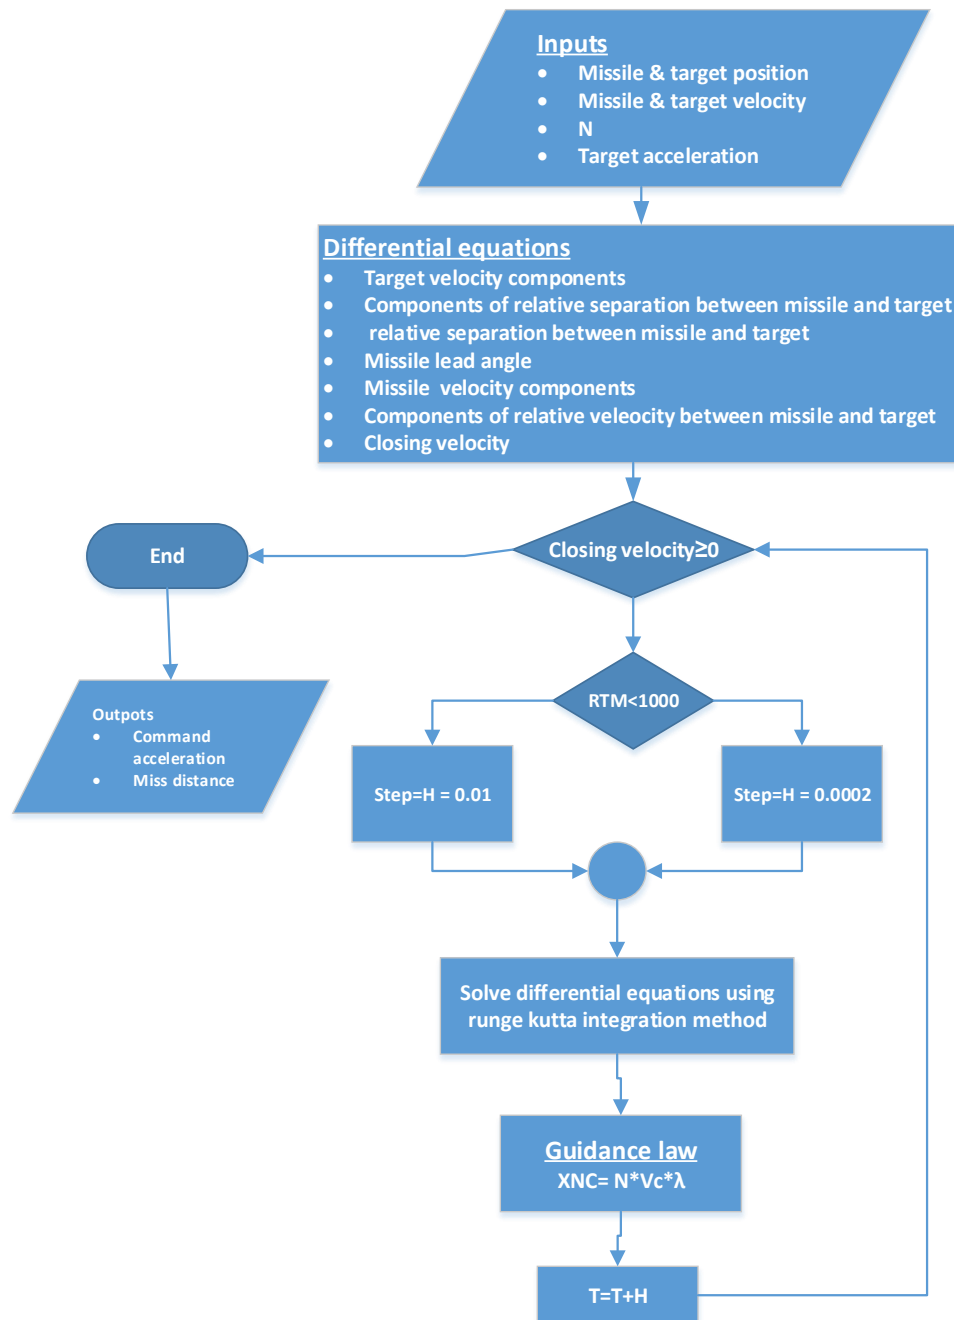 Inputs
• Missile & target position
• Missile & target velocity
• N
• Target acceleration
Differential equations
• Target velocity components
• Components of relative separation between missile and target
• relative separation between missile and target
• Missile lead angle
• Missile velocity components
• Components of relative veleocity between missile and target
• Closing velocity
Closing velocity≥0
End
RTM<1000
Outpots
• Command
acceleration
• Miss distance
Step=H = 0.01
Step=H = 0.0002
Solve differential equations using
runge kutta integration method
Guidance law
XNC= N*Vc*λ
T=T+H